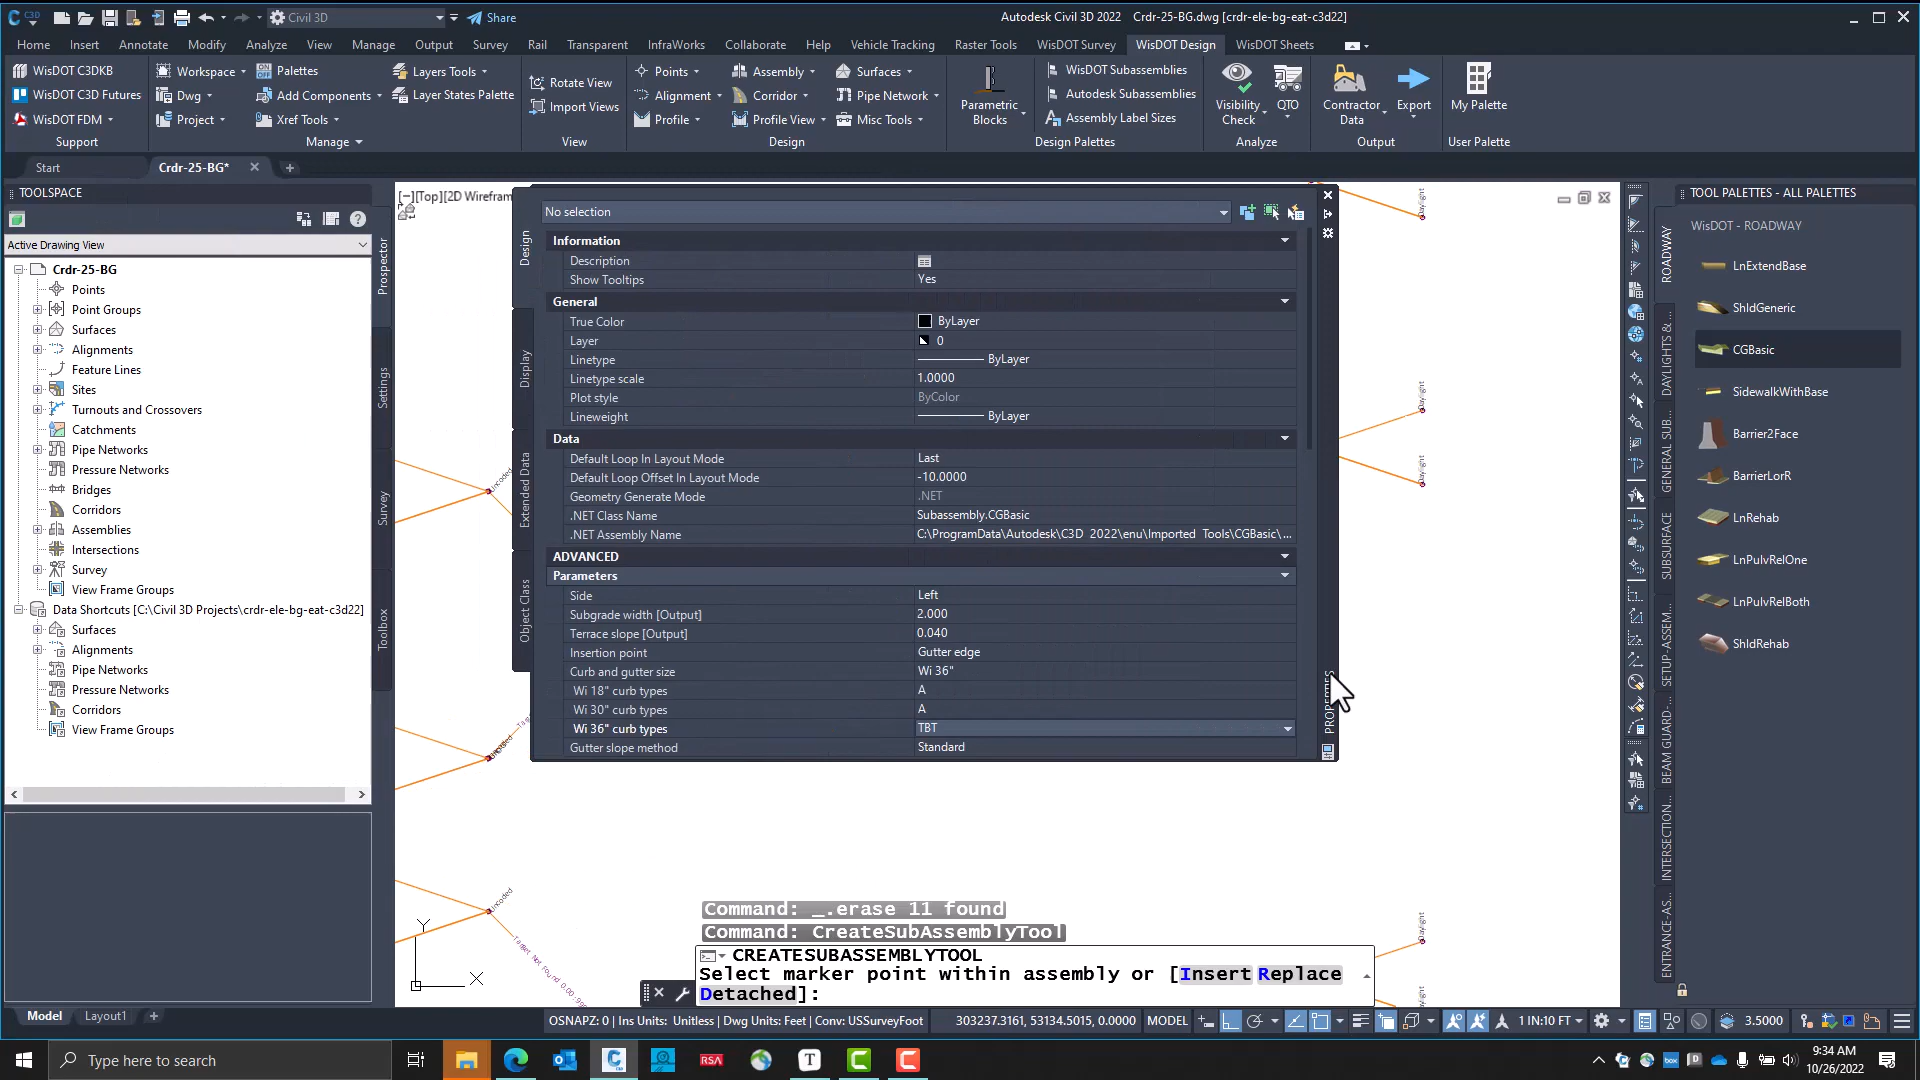 C3D
Civil 3D
Share
Autodesk Civil 3D 2022 Crdr-25-BG.dwg [crdr-ele-bg-eat-c3d22]
Home Insert Annotate Modify Analyze View Manage Output Survey Rail Transparent InfraWorks Collaborate Help Vehicle Tracking Raster Tools WisDOT Survey WisDOT Design WisDOT Sheets
WisDOT C3DKB
WisDOT C3D Futures
WisDOT FDM
Support
Workspace
Dwg
Project
Palettes
Add Components
Xref Tools
Layers Tools
Layer States Palette
Manage
Rotate View
Import Views
View
Points
Alignment
Profile
Assembly
Corridor
Profile View
Surfaces
Pipe Network
Misc Tools
Design
Parametric
Blocks
WisDOT Subassemblies
Autodesk Subassemblies
Assembly Label Sizes
Design Palettes
Visibility
Check
QTO
Analyze
Contractor
Data
Export
Output
My Palette
User Palette
Start
Crdr-25-BG*
TOOLSPACE
Active Drawing View
Crdr-25-BG
Points
Point Groups
Surfaces
Alignments
Feature Lines
Sites
Turnouts and Crossovers
Catchments
Pipe Networks
Pressure Networks
Bridges
Corridors
Assemblies
Intersections
Survey
View Frame Groups
Data Shortcuts [C:\Civil 3D Projects\crdr-ele-bg-eat-c3d22]
Surfaces
Alignments
Pipe Networks
Pressure Networks
Corridors
View Frame Groups
Prospector
Settings
Survey
Toolbox
[−][Top][2D Wirefram
No selection
Design
Display
Extended Data
Object Class
Information
Description
Show Tooltips Yes
General
True Color ByLayer
Layer 0
Linetype ByLayer
Linetype scale 1.0000
Plot style ByColor
Lineweight ByLayer
Data
Default Loop In Layout Mode Last
Default Loop Offset In Layout Mode -10.0000
Geometry Generate Mode .NET
.NET Class Name Subassembly.CGBasic
.NET Assembly Name C:\ProgramData\Autodesk\C3D 2022\enu\Imported Tools\CGBasic\...
ADVANCED
Parameters
Side Left
Subgrade width [Output] 2.000
Terrace slope [Output] 0.040
Insertion point Gutter edge
Curb and gutter size Wi 36"
Wi 18" curb types A
Wi 30" curb types A
Wi 36" curb types TBT
Gutter slope method Standard
PROPERTIES
Daylight
Daylight
Daylight
Daylight
Uncoded
Uncoded
Y
X
TOOL PALETTES - ALL PALETTES
WisDOT - ROADWAY
LnExtendBase
ShldGeneric
CGBasic
SidewalkWithBase
Barrier2Face
BarrierLorR
LnRehab
LnPulvRelOne
LnPulvRelBoth
ShldRehab
ROADWAY
DAYLIGHTS & ...
GENERAL SUB...
SUBSURFACE
SETUP-ASSEM...
BEAM GUARD-...
INTERSECTION...
ENTRANCE-AS...
Command: _.erase 11 found
Command: CreateSubAssemblyTool
CREATESUBASSEMBLYTOOL
Select marker point within assembly or [Insert Replace
Detached]:
Model Layout1
OSNAPZ: 0 | Ins Units: Unitless | Dwg Units: Feet | Conv: USSurveyFoot
303237.3161, 53134.5015, 0.0000 MODEL
1 IN:10 FT
3.5000
Type here to search
RSA
T
box
9:34 AM
10/26/2022